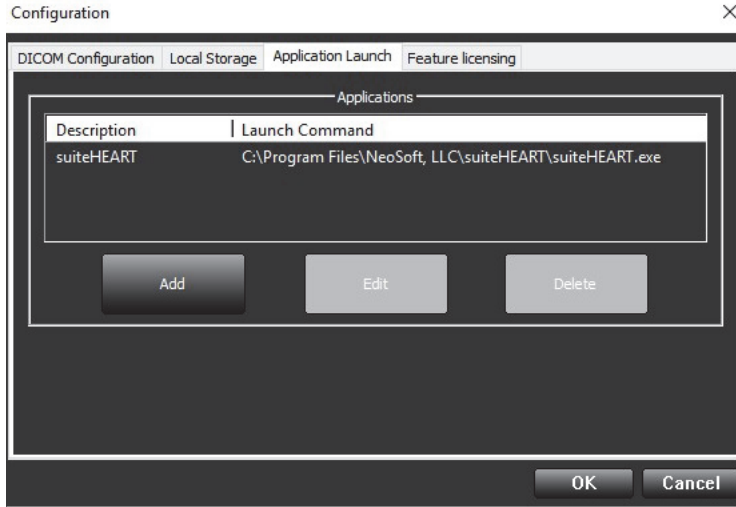 Configuration
DICOM Configuration Local Storage Application Launch Feature licensing
Applications
Description Launch Command
suiteHEART C:\Program Files\NeoSoft, LLC\suiteHEART\suiteHEART.exe
Add Edit Delete
OK Cancel